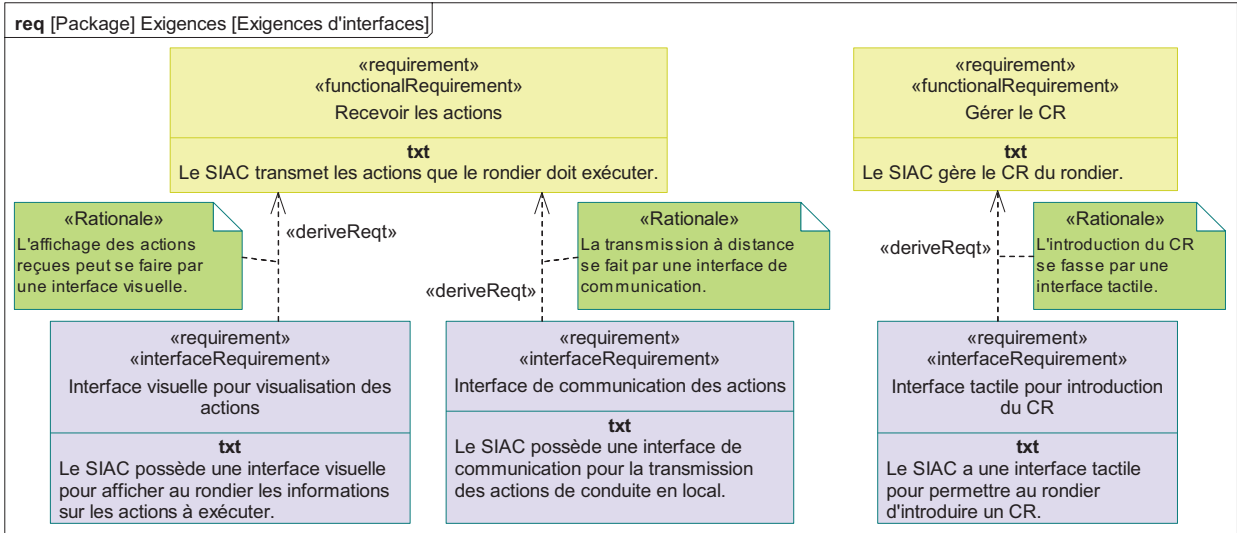 req [Package] Exigences [Exigences d'interfaces]
«requirement»
«functionalRequirement»
Recevoir les actions
txt
Le SIAC transmet les actions que le rondier doit exécuter.
«requirement»
«functionalRequirement»
Gérer le CR
txt
Le SIAC gère le CR du rondier.
«Rationale»
L'affichage des actions
reçues peut se faire par
une interface visuelle.
«deriveReqt»
«Rationale»
La transmission à distance
se fait par une interface de
communication.
«deriveReqt»
«Rationale»
L'introduction du CR
se fasse par une
interface tactile.
«deriveReqt»
«requirement»
«interfaceRequirement»
Interface visuelle pour visualisation des
actions
txt
Le SIAC possède une interface visuelle
pour afficher au rondier les informations
sur les actions à exécuter.
«requirement»
«interfaceRequirement»
Interface de communication des actions
txt
Le SIAC possède une interface de
communication pour la transmission
des actions de conduite en local.
«requirement»
«interfaceRequirement»
Interface tactile pour introduction
du CR
txt
Le SIAC a une interface tactile
pour permettre au rondier
d'introduire un CR.